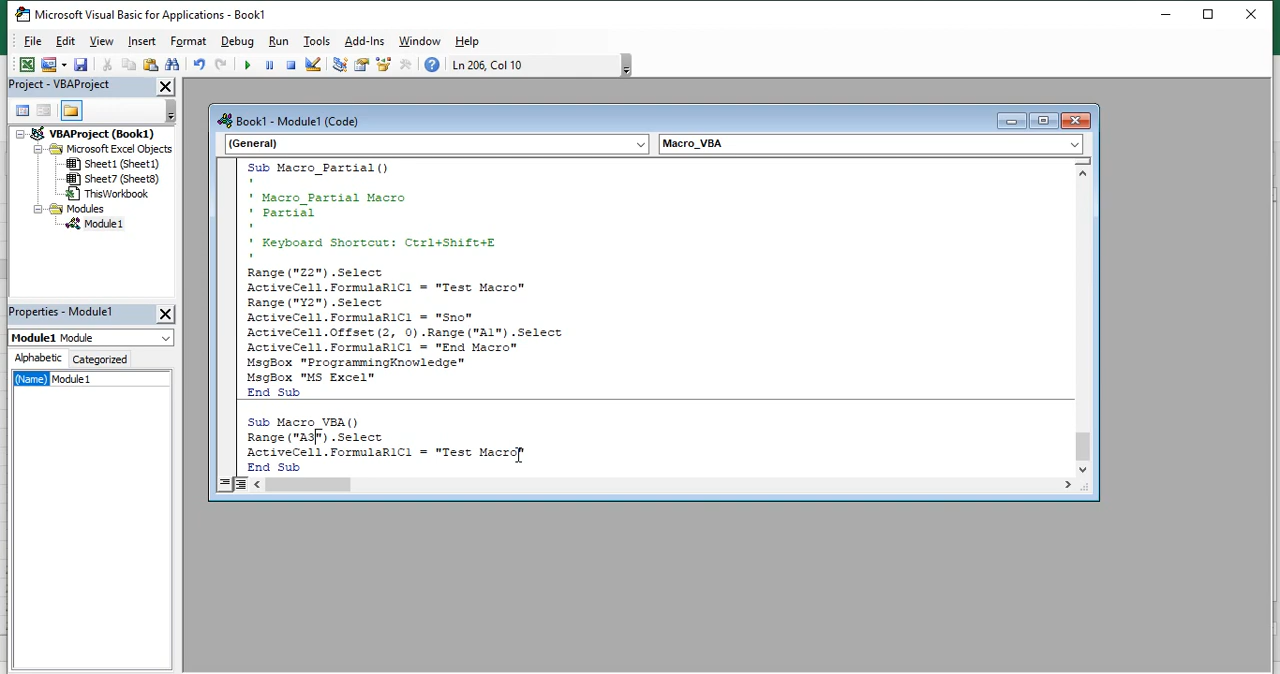 Microsoft Visual Basic for Applications - Book1
File Edit View Insert Format Debug Run Tools Add-Ins Window Help
Ln 206, Col 10
Project - VBAProject
VBAProject (Book1)
Microsoft Excel Objects
Sheet1 (Sheet1)
Sheet7 (Sheet8)
ThisWorkbook
Modules
Module1
Properties - Module1
Module1 Module
Alphabetic Categorized
(Name) Module1
Book1 - Module1 (Code)
(General) Macro_VBA
Sub Macro_Partial()
'
' Macro_Partial Macro
' Partial
'
' Keyboard Shortcut: Ctrl+Shift+E
'
Range("Z2").Select
ActiveCell.FormulaR1C1 = "Test Macro"
Range("Y2").Select
ActiveCell.FormulaR1C1 = "Sno"
ActiveCell.Offset(2, 0).Range("A1").Select
ActiveCell.FormulaR1C1 = "End Macro"
MsgBox "ProgrammingKnowledge"
MsgBox "MS Excel"
End Sub
Sub Macro_VBA()
Range("A3").Select
ActiveCell.FormulaR1C1 = "Test Macro"
End Sub